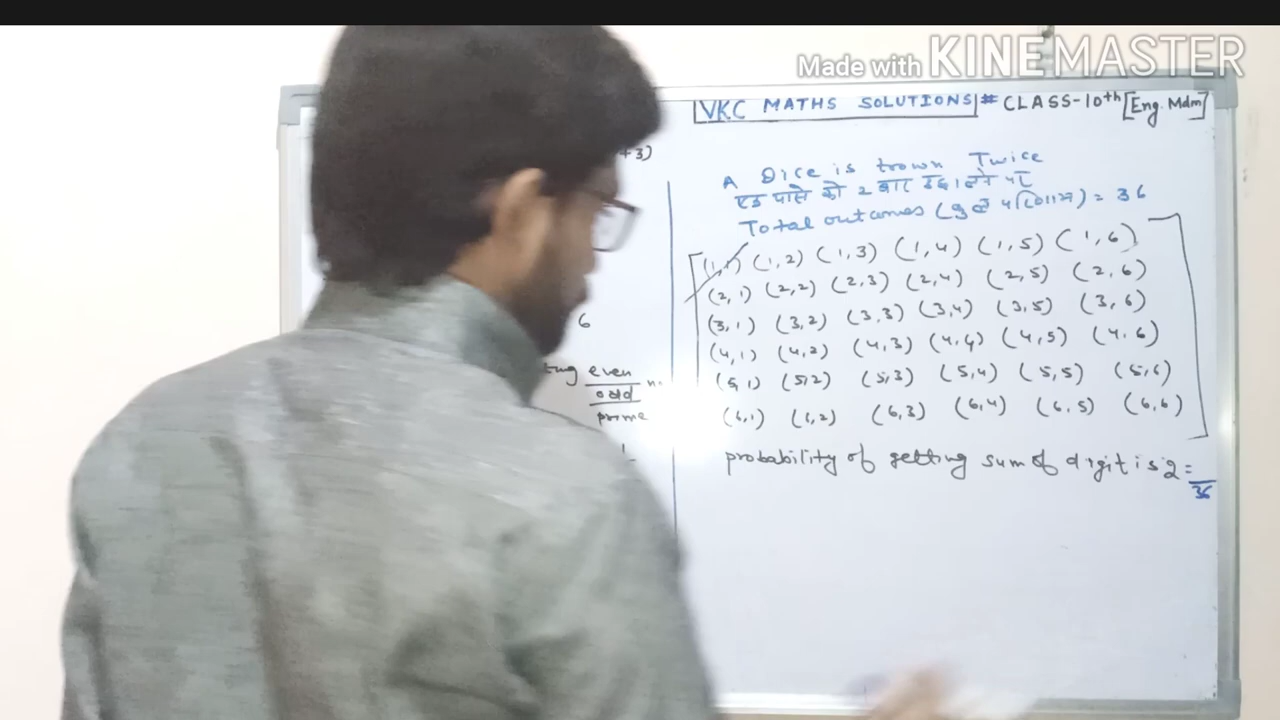 Made with KINEMASTER
VKC MATHS SOLUTIONS # CLASS-10th [Eng. Mdm]
+3)
A Dice is trown Twice
एक पासे को 2 बार उछालने पर
Total outcomes (कुल परिणाम) = 36
(1,1) (1,2) (1,3) (1,4) (1,5) (1,6)
(2,1) (2,2) (2,3) (2,4) (2,5) (2,6)
(3,1) (3,2) (3,3) (3,4) (3,5) (3,6)
(4,1) (4,2) (4,3) (4,4) (4,5) (4,6)
(5,1) (5,2) (5,3) (5,4) (5,5) (5,6)
(6,1) (6,2) (6,3) (6,4) (6,5) (6,6)
probability of getting sum of digit is 2 = 
36
6
even
odd
prime